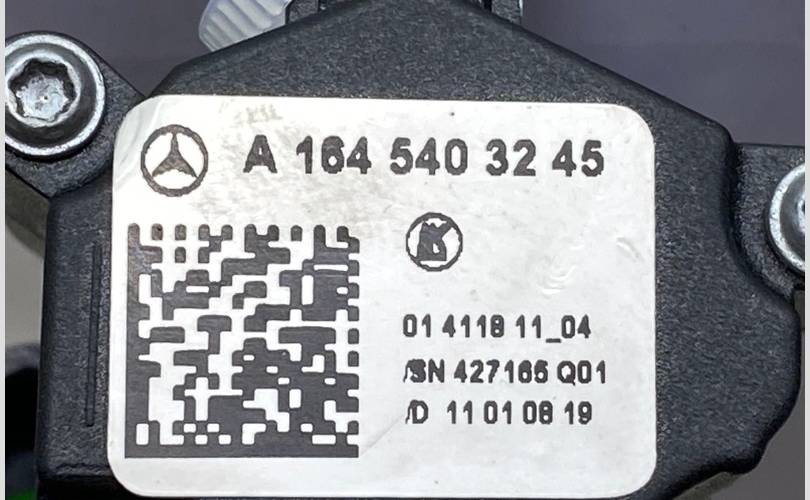 A 164 540 32 45
K
01 4118 11_04
/SN 427165 Q01
/D 11 01 08 19